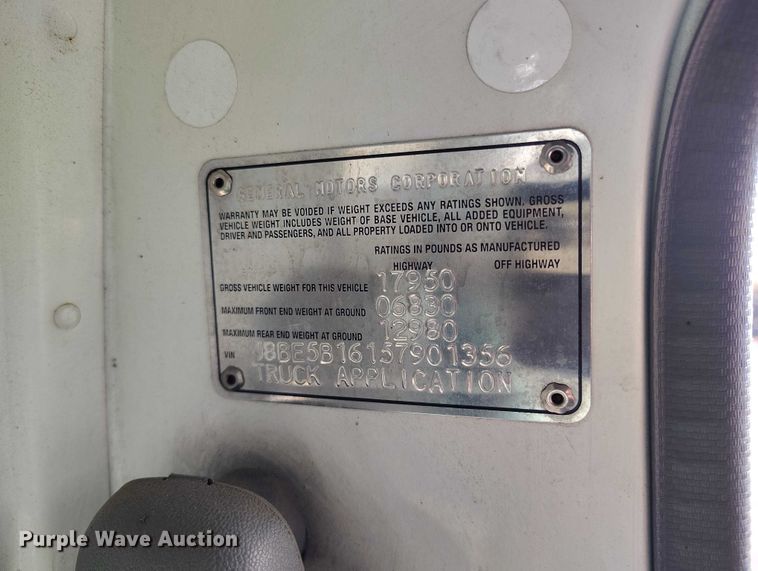 GENERAL MOTORS CORPORATION
WARRANTY MAY BE VOIDED IF WEIGHT EXCEEDS ANY RATINGS SHOWN. GROSS
VEHICLE WEIGHT INCLUDES WEIGHT OF BASE VEHICLE, ALL ADDED EQUIPMENT,
DRIVER AND PASSENGERS, AND ALL PROPERTY LOADED INTO OR ONTO VEHICLE.
RATINGS IN POUNDS AS MANUFACTURED
HIGHWAY OFF HIGHWAY
GROSS VEHICLE WEIGHT FOR THIS VEHICLE 17950
MAXIMUM FRONT END WEIGHT AT GROUND 06830
MAXIMUM REAR END WEIGHT AT GROUND 12980
VIN J8BE5B16157901356
TRUCK APPLICATION
Purple Wave Auction